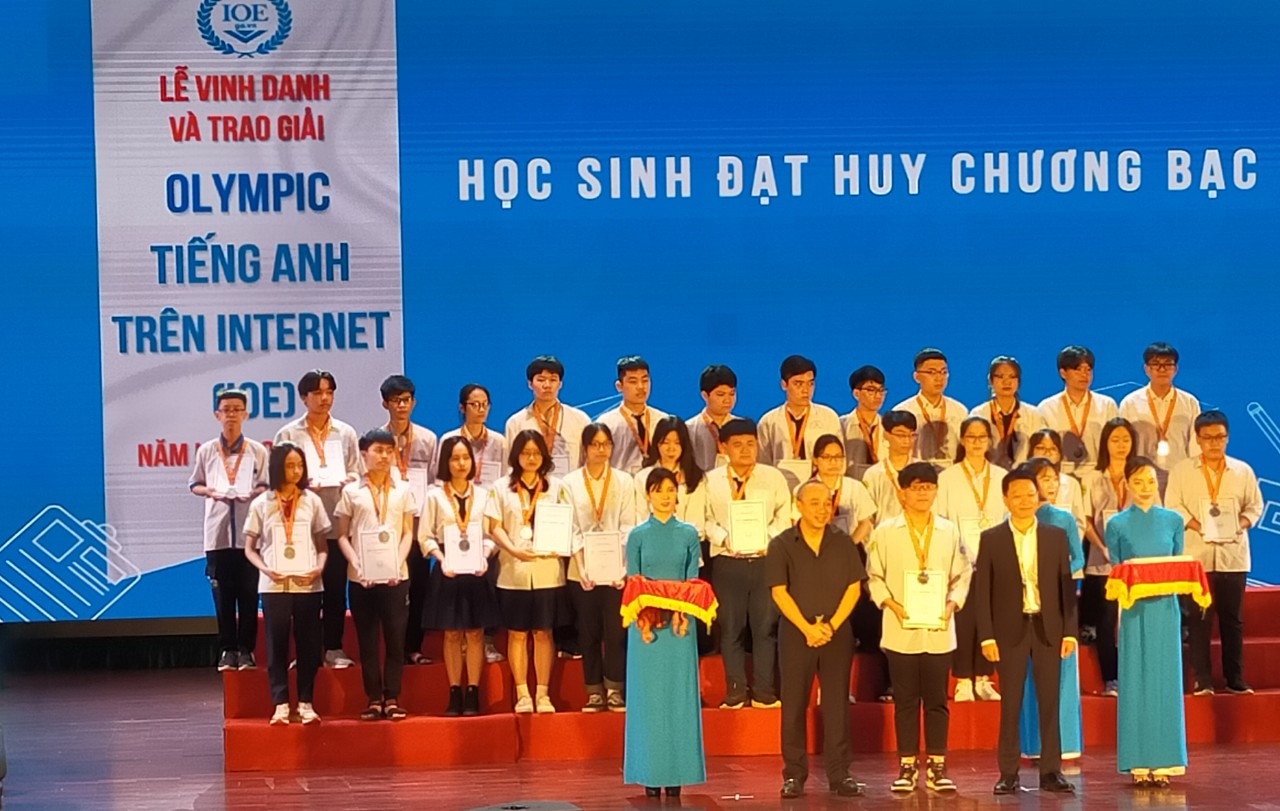 IOE
LỄ VINH DANH
VÀ TRAO GIẢI
OLYMPIC
TIẾNG ANH
TRÊN INTERNET
(IOE)
NĂM
HỌC SINH ĐẠT HUY CHƯƠNG BẠC